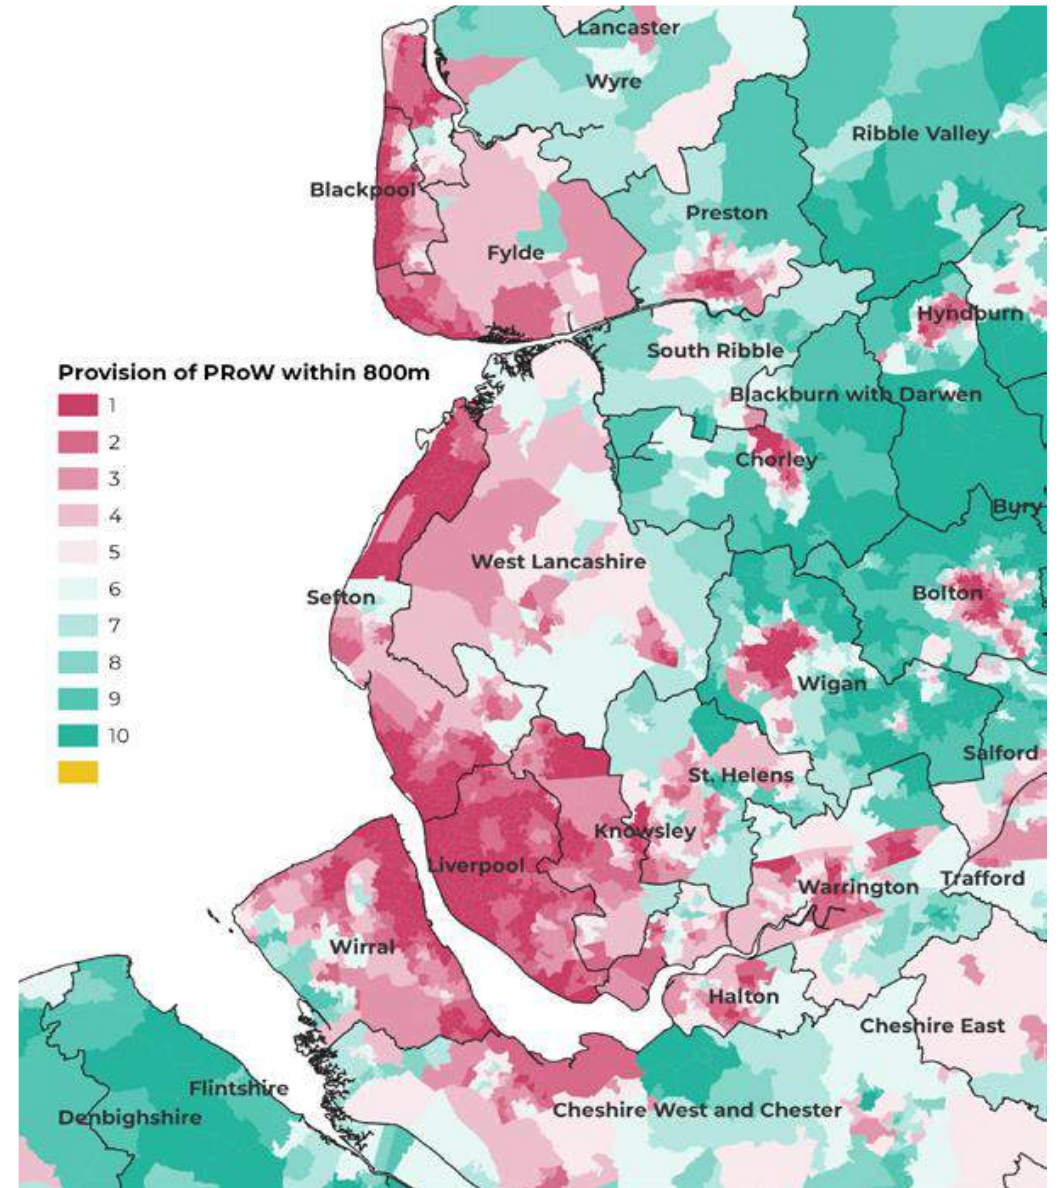 Lancaster
Wyre
Ribble Valley
Blackpool
Preston
Fylde
Hyndburn
South Ribble
Provision of PRoW within 800m
1
2
3
4
5
6
7
8
9
10
Blackburn with Darwen
Chorley
Bury
West Lancashire
Bolton
Sefton
Wigan
Salford
St. Helens
Knowsley
Liverpool
Warrington
Trafford
Wirral
Halton
Cheshire East
Flintshire
Denbighshire
Cheshire West and Chester